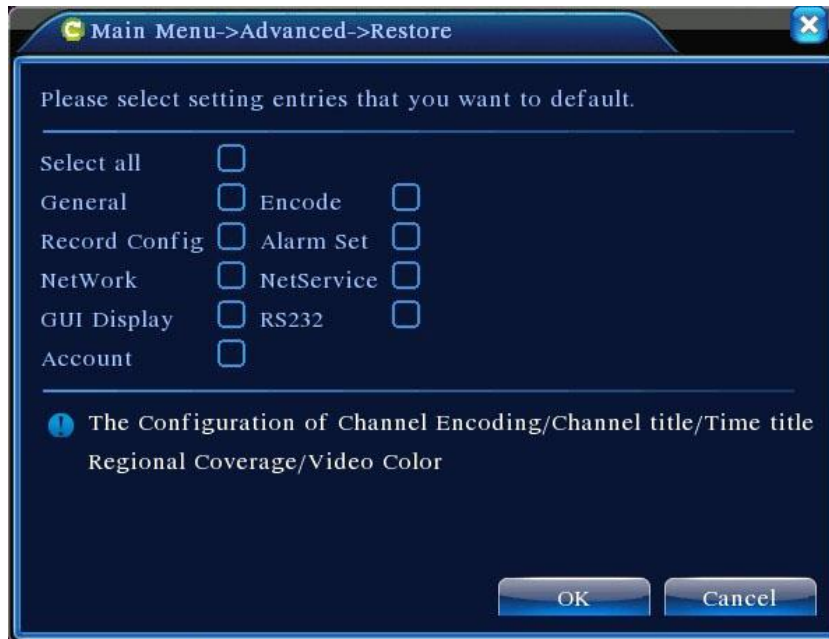 Main Menu->Advanced->Restore
Please select setting entries that you want to default.
Select all
General Encode
Record Config Alarm Set
NetWork NetService
GUI Display RS232
Account
The Configuration of Channel Encoding/Channel title/Time title
Regional Coverage/Video Color
OK Cancel